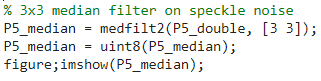 % 3x3 median filter on speckle noise
P5_median = medfilt2(P5_double, [3 3]);
P5_median = uint8(P5_median);
figure;imshow(P5_median);